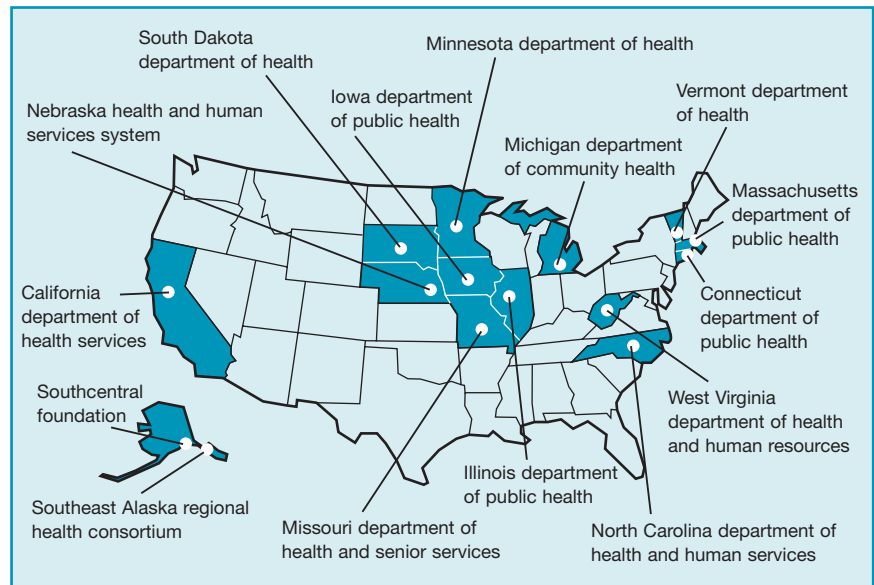 South Dakota
department of health
Minnesota department of health
Nebraska health and human
services system
Iowa department
of public health
Vermont department
of health
Michigan department
of community health
Massachusetts
department of
public health
California
department of
health services
Connecticut
department of
public health
Southcentral
foundation
West Virginia
department of health
and human resources
Southeast Alaska regional
health consortium
Illinois department
of public health
Missouri department of
health and senior services
North Carolina department of
health and human services